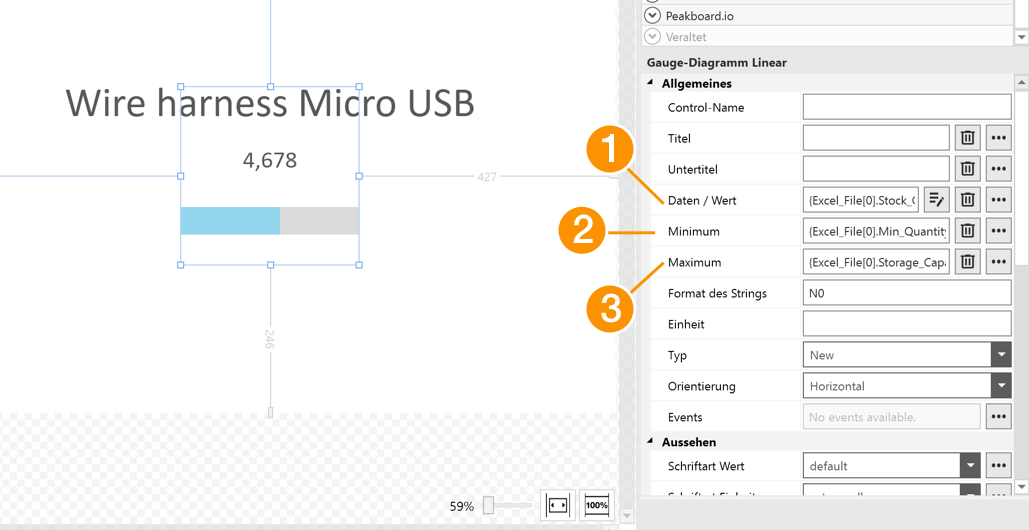 Peakboard.io
Veraltet
Gauge-Diagramm Linear
Allgemeines
Control-Name
Titel
Untertitel
Daten / Wert {Excel_File[0].Stock_
Minimum {Excel_File[0].Min_Quantity
Maximum {Excel_File[0].Storage_Capa
Format des Strings N0
Einheit
Typ New
Orientierung Horizontal
Events No events available.
Aussehen
Schriftart Wert default
Wire harness Micro USB
4,678
427
246
1
2
3
59%
100%